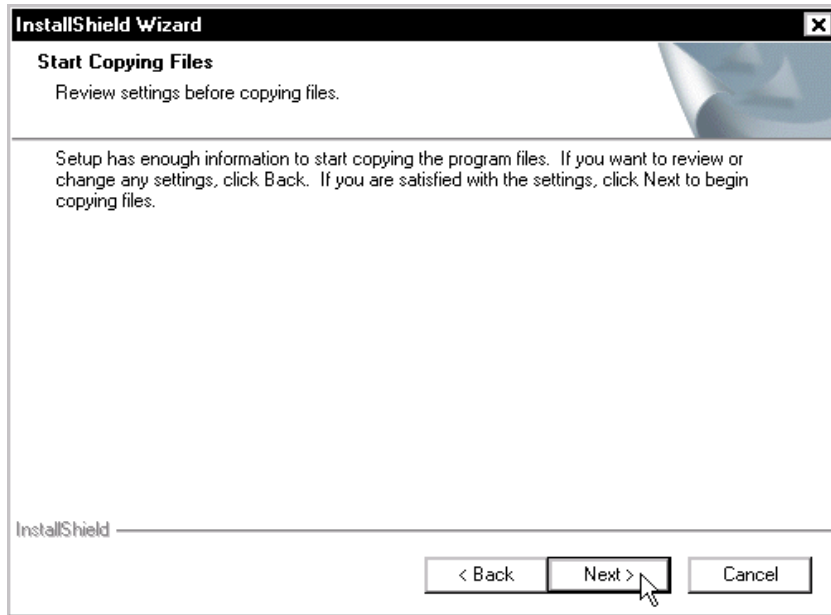 InstallShield Wizard
Start Copying Files
Review settings before copying files.
Setup has enough information to start copying the program files. If you want to review or
change any settings, click Back. If you are satisfied with the settings, click Next to begin
copying files.
InstallShield
< Back Next > Cancel